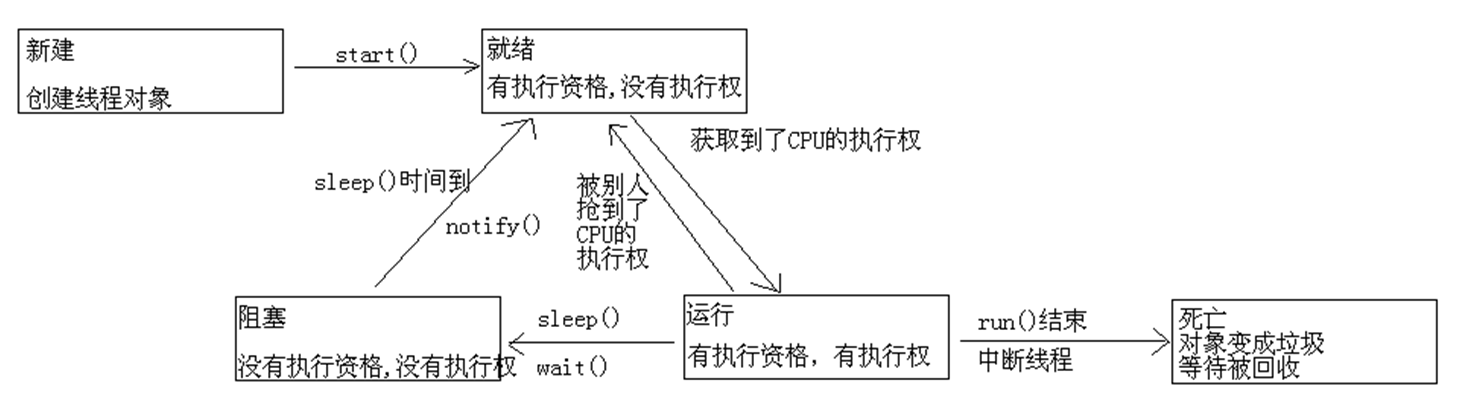 新建
创建线程对象
start()
就绪
有执行资格,没有执行权
获取到了CPU的执行权
sleep()时间到
notify()
被别人
抢到了
CPU的
执行权
阻塞
没有执行资格,没有执行权
sleep()
wait()
运行
有执行资格，有执行权
run()结束
中断线程
死亡
对象变成垃圾
等待被回收